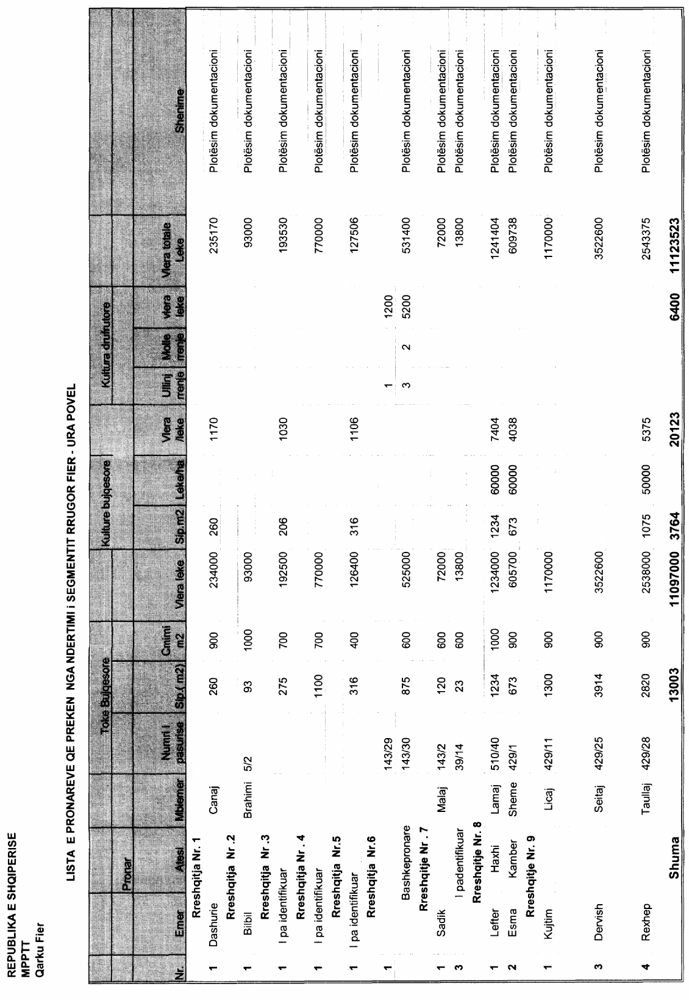 REPUBLIKA E SHQIPERISE
MPPTT
Qarku Fier
LISTA E PRONAREVE QE PREKEN NGA NDERTIMI i SEGMENTIT RRUGOR FIER - URA POVEL
Pronar Toke Bujqesore Kulture bujqesore Kultura drufrutore
Nr. Emer Atesi Mbiemer Numri i pasurise Sip.( m2) Cmimi m2 Vlera leke Sip.m2 Leke/ha Vlera /leke Ullinj rrenje Molle rrenje vlera leke Vlera totale Leke Shenime
Rreshqitja Nr. 1
1 Dashurie Canaj 260 900 234000 260 1170 235170 Plotësim dokumentacioni
Rreshqitja Nr .2
1 Bilbil Brahimi 5/2 93 1000 93000 93000 Plotësim dokumentacioni
Rreshqitja Nr .3
1 I pa identifikuar 275 700 192500 206 1030 193530 Plotësim dokumentacioni
Rreshqitja Nr . 4
1 I pa identifikuar 1100 700 770000 770000 Plotësim dokumentacioni
Rreshqitja Nr.5
1 I pa identifikuar 316 400 126400 316 1106 127506 Plotësim dokumentacioni
Rreshqitja Nr.6
1 143/29 1 1200
Bashkepronare 143/30 875 600 525000 3 2 5200 531400 Plotësim dokumentacioni
Rreshqitje Nr . 7
1 Sadik Malaj 143/2 120 600 72000 72000 Plotësim dokumentacioni
3 I padentifikuar 39/14 23 600 13800 13800 Plotësim dokumentacioni
Rreshqitje Nr. 8
1 Lefter Haxhi Lamaj 510/40 1234 1000 1234000 1234 60000 7404 1241404 Plotësim dokumentacioni
2 Esma Kamber Sheme 429/1 673 900 605700 673 60000 4038 609738 Plotësim dokumentacioni
Rreshqitje Nr. 9
1 Kujtim Licaj 429/11 1300 900 1170000 1170000 Plotësim dokumentacioni
3 Dervish Seitaj 429/25 3914 900 3522600 3522600 Plotësim dokumentacioni
4 Rexhep Taullaj 429/28 2820 900 2538000 1075 50000 5375 2543375 Plotësim dokumentacioni
Shuma 13003 11097000 3764 20123 6400 11123523